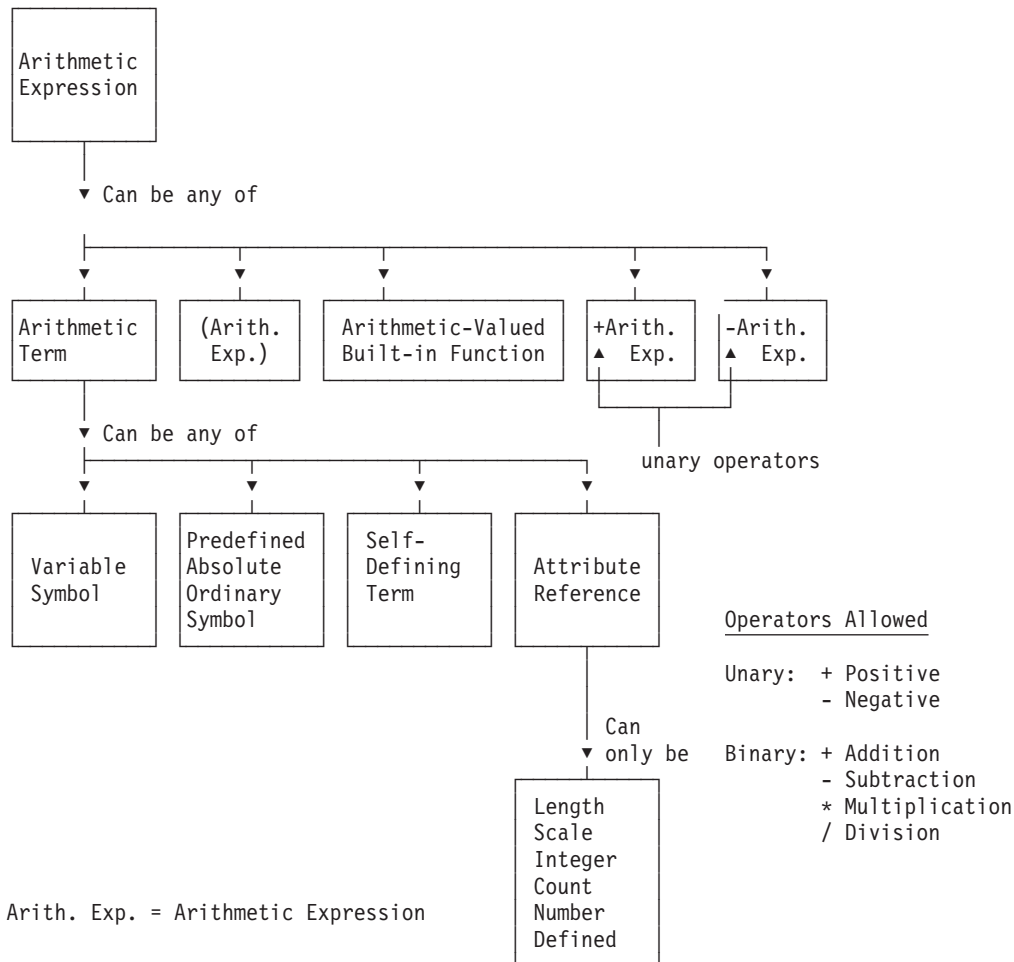 Arithmetic
Expression
▼ Can be any of
▼ ▼ ▼ ▼ ▼
Arithmetic
Term
(Arith.
Exp.)
Arithmetic-Valued
Built-in Function
+Arith.
▲ Exp.
-Arith.
▲ Exp.
▼ Can be any of
unary operators
▼ ▼ ▼ ▼
Variable
Symbol
Predefined
Absolute
Ordinary
Symbol
Self-
Defining
Term
Attribute
Reference
Operators Allowed
Unary: + Positive
- Negative
Can
▼ only be
Binary: + Addition
- Subtraction
* Multiplication
/ Division
Length
Scale
Integer
Count
Number
Defined
Arith. Exp. = Arithmetic Expression